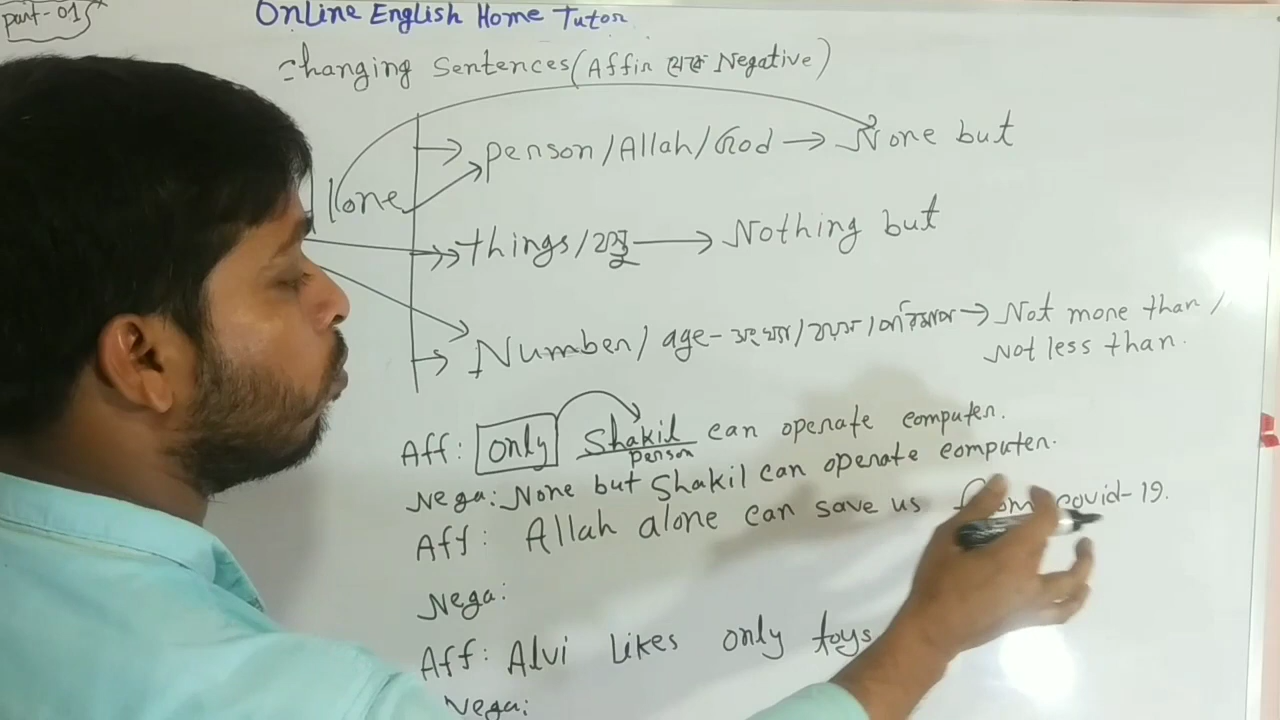 part-01
Online English Home Tutor
Changing Sentences (Affir থেকে Negative)
lone
person/Allah/God → None but
things/বস্তু → Nothing but
Number/age- সংখ্যা/বয়স/পরিমাণ → Not more than/
Not less than.
Aff: Only Shakil can operate computer.
person
Nega: None but Shakil can operate computer.
Aff: Allah alone can save us from covid-19.
Nega:
Aff: Alvi likes only toys
Nega: